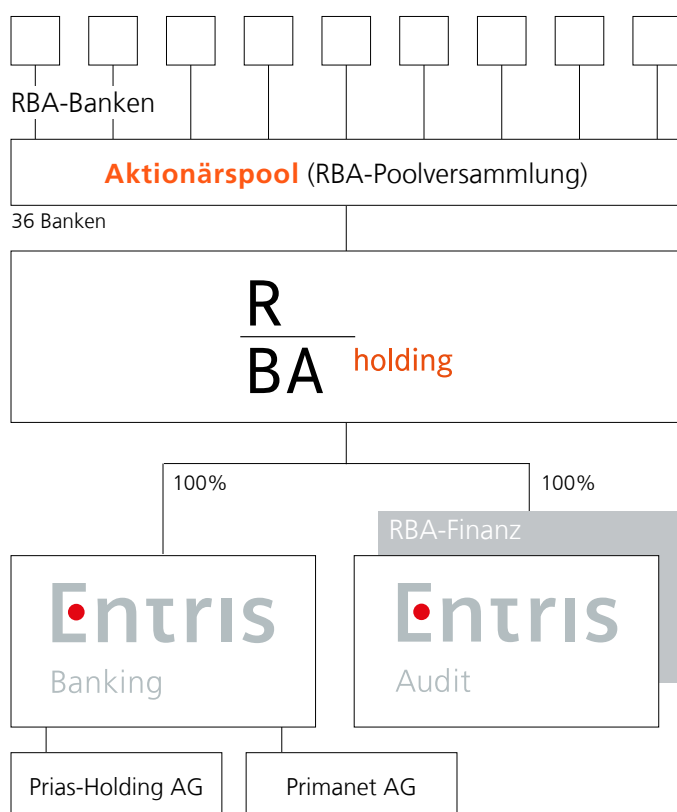 RBA-Banken
Aktionärspool (RBA-Poolversammlung)
36 Banken
R
BA holding
100%
100%
RBA-Finanz
Entris
Banking
Entris
Audit
Prias-Holding AG
Primanet AG